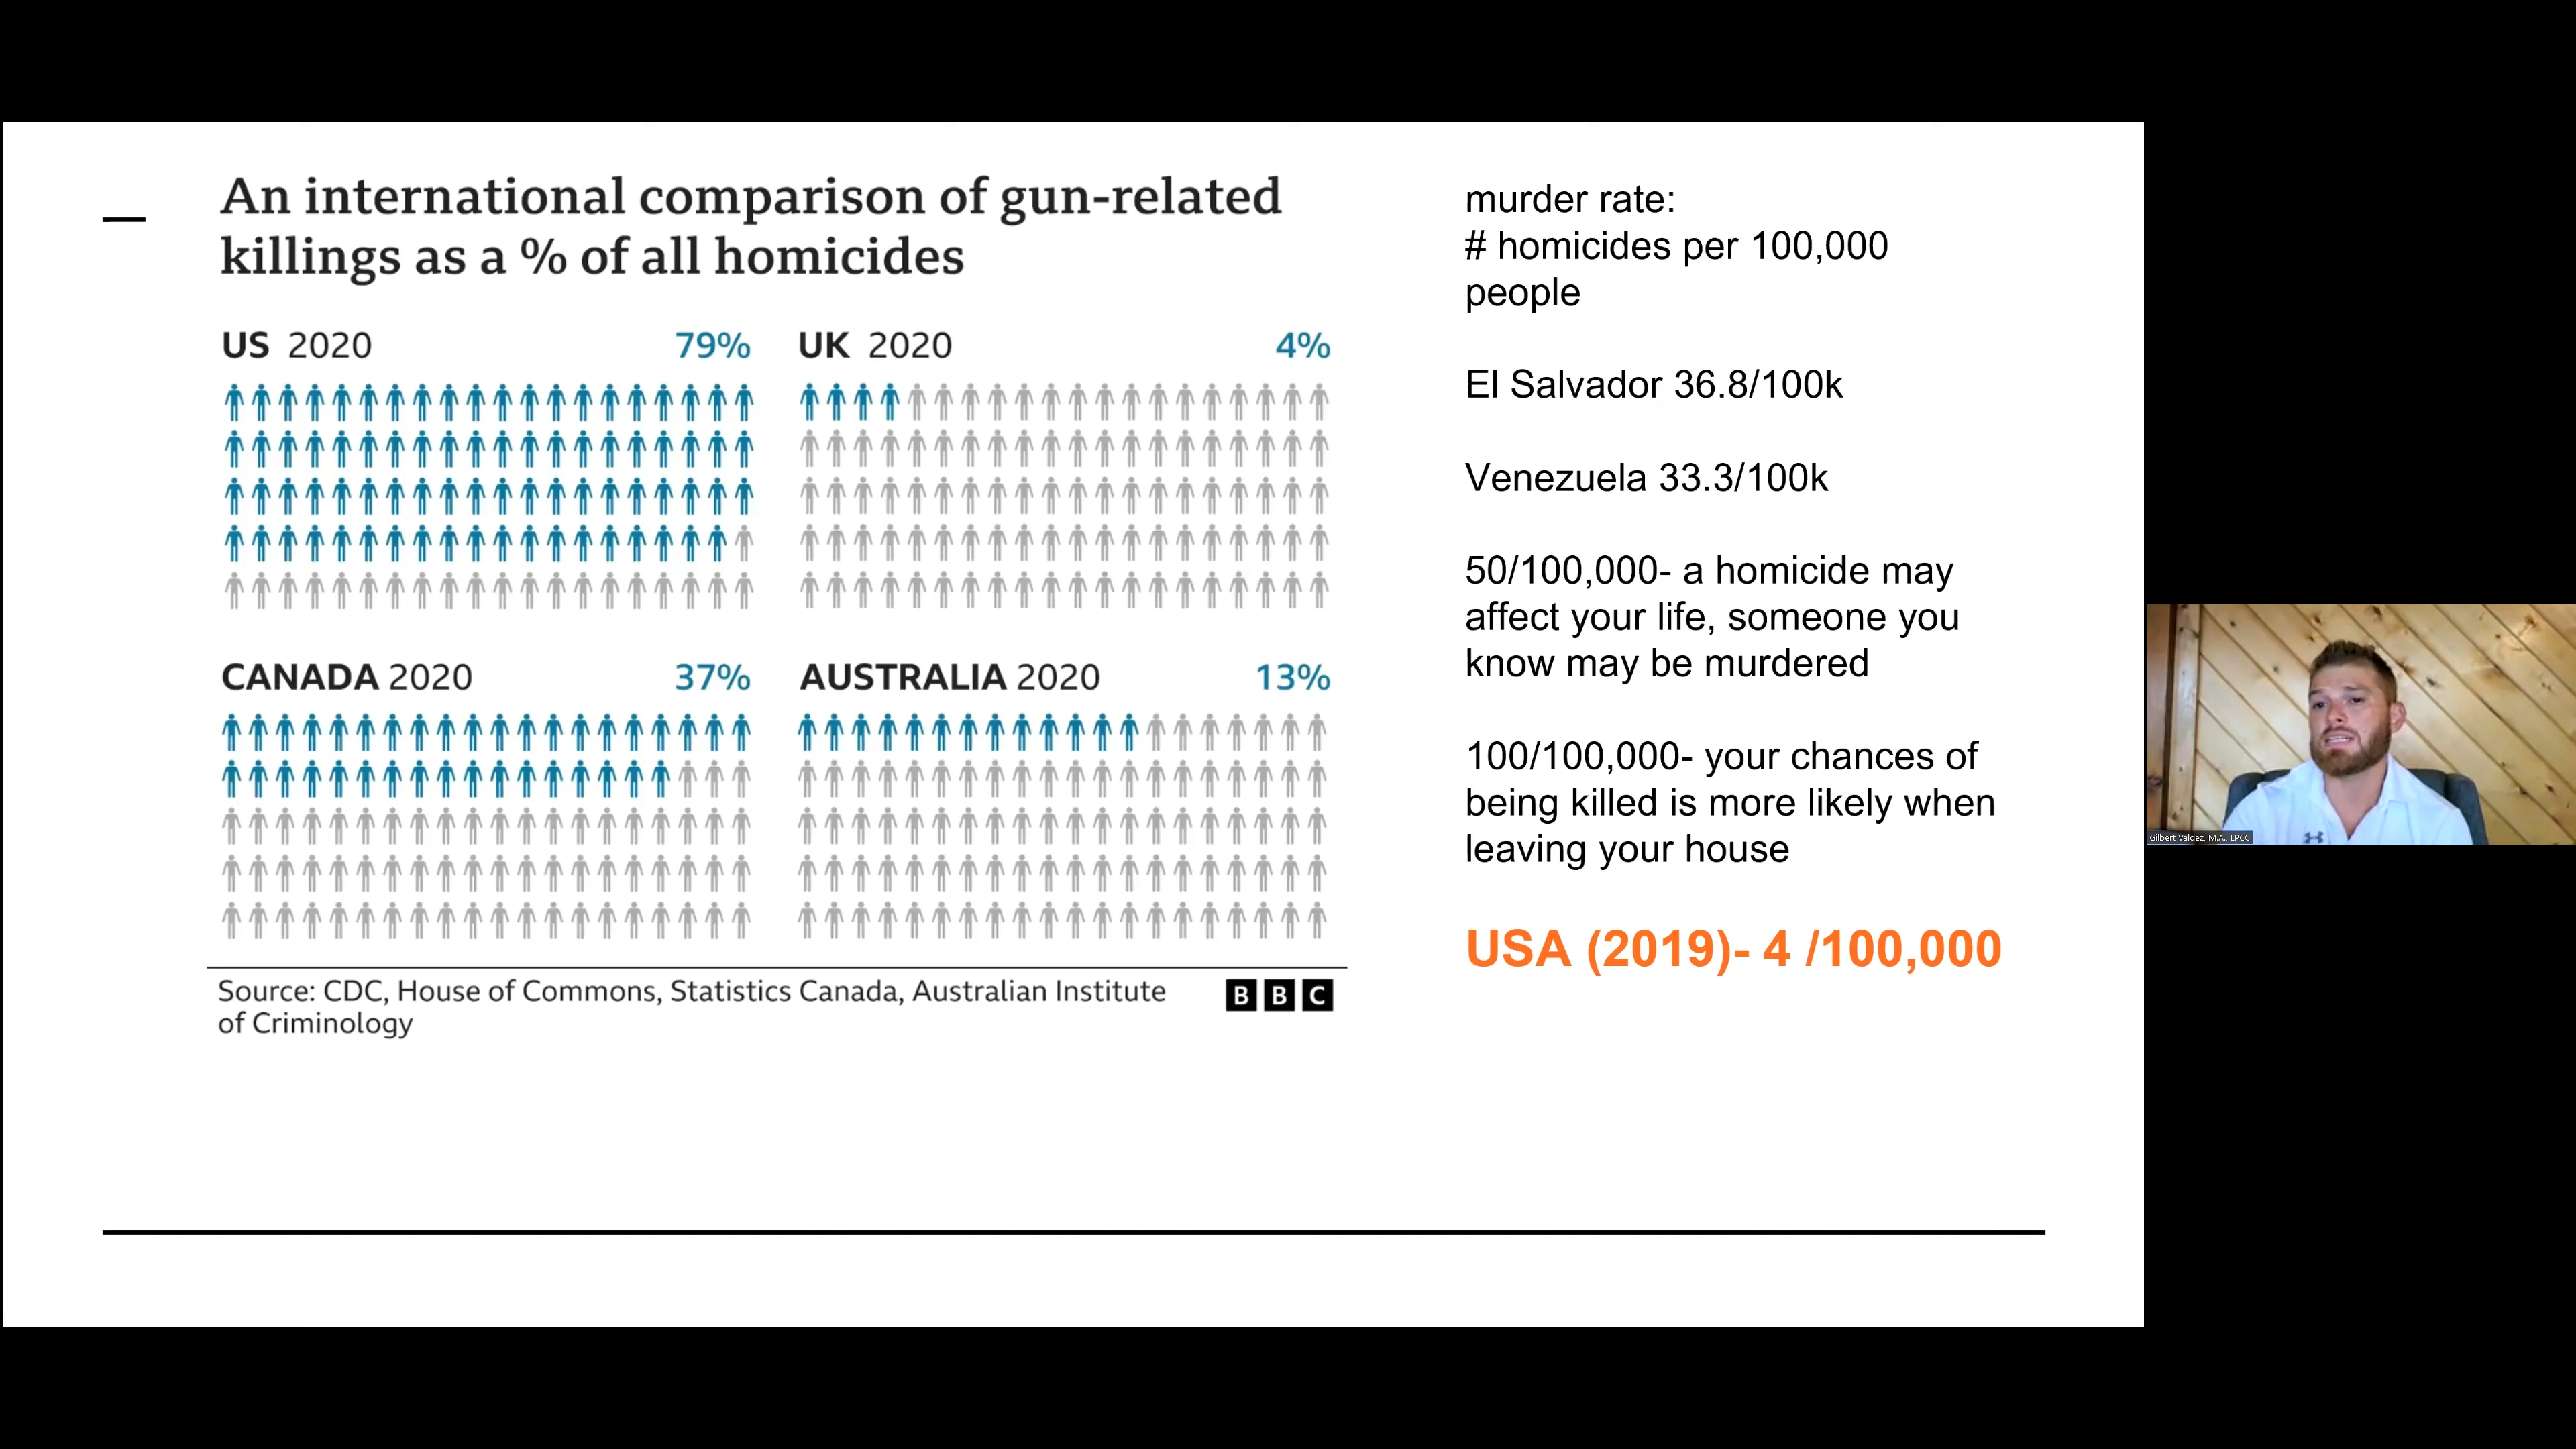 An international comparison of gun-related
killings as a % of all homicides
US 2020 79%
UK 2020 4%
CANADA 2020 37%
AUSTRALIA 2020 13%
Source: CDC, House of Commons, Statistics Canada, Australian Institute
of Criminology
BBC
murder rate:
# homicides per 100,000
people
El Salvador 36.8/100k
Venezuela 33.3/100k
50/100,000- a homicide may
affect your life, someone you
know may be murdered
100/100,000- your chances of
being killed is more likely when
leaving your house
USA (2019)- 4 /100,000
Gilbert Valdez, M.A., LPCC